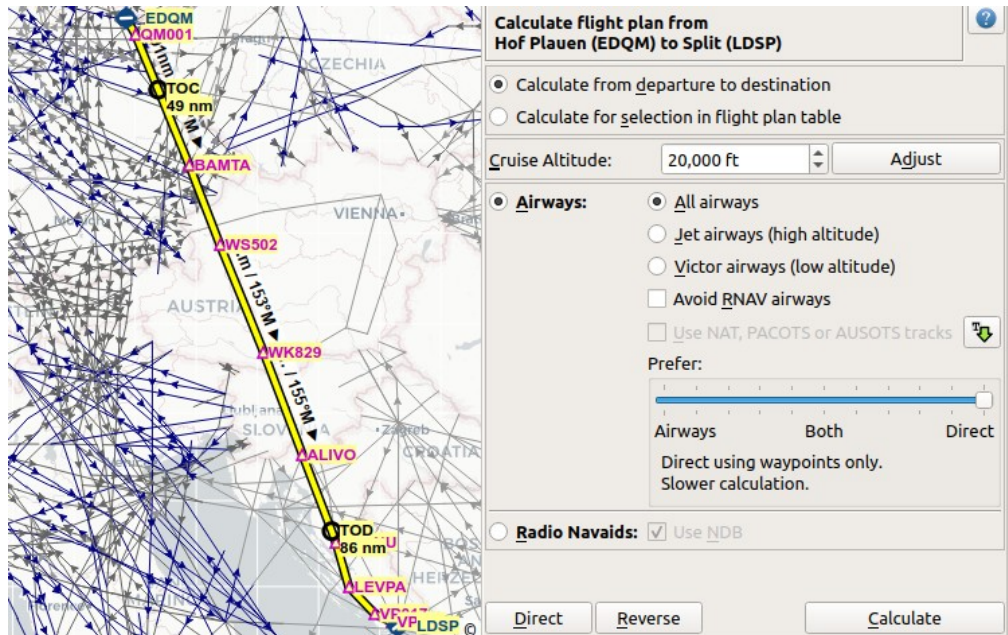 EDQM
QM001
CZECHIA
TOC
49 nm
BAMTA
VIENNA
WS502
/ 153°M
AUSTRI
WK829
/ 155°M
ALIVO
Zagreb
CROATIA
TOD
86 nm
LEVPA
LDSP ©
Calculate flight plan from
Hof Plauen (EDQM) to Split (LDSP)
Calculate from departure to destination
Calculate for selection in flight plan table
Cruise Altitude: 20,000 ft Adjust
Airways: All airways
Jet airways (high altitude)
Victor airways (low altitude)
Avoid RNAV airways
Use NAT, PACOTS or AUSOTS tracks
Prefer:
Airways Both Direct
Direct using waypoints only.
Slower calculation.
Radio Navaids: Use NDB
Direct Reverse Calculate